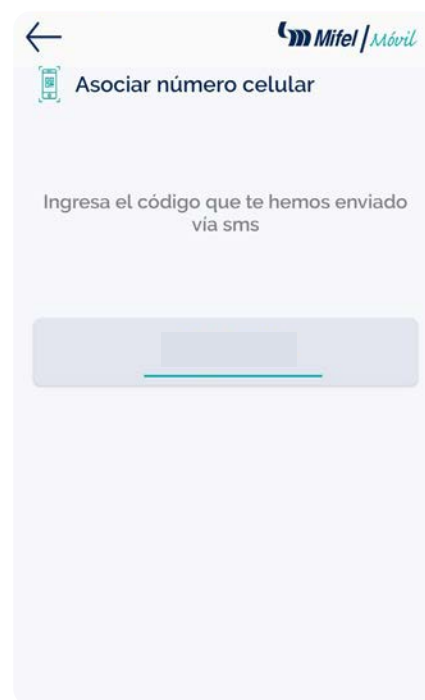 Mifel | Móvil
Asociar número celular
Ingresa el código que te hemos enviado
vía sms